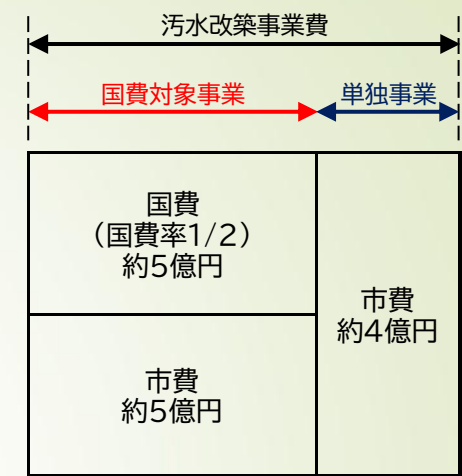 汚水改築事業費
国費対象事業
単独事業
国費
（国費率1/2）
約5億円
市費
約5億円
市費
約4億円